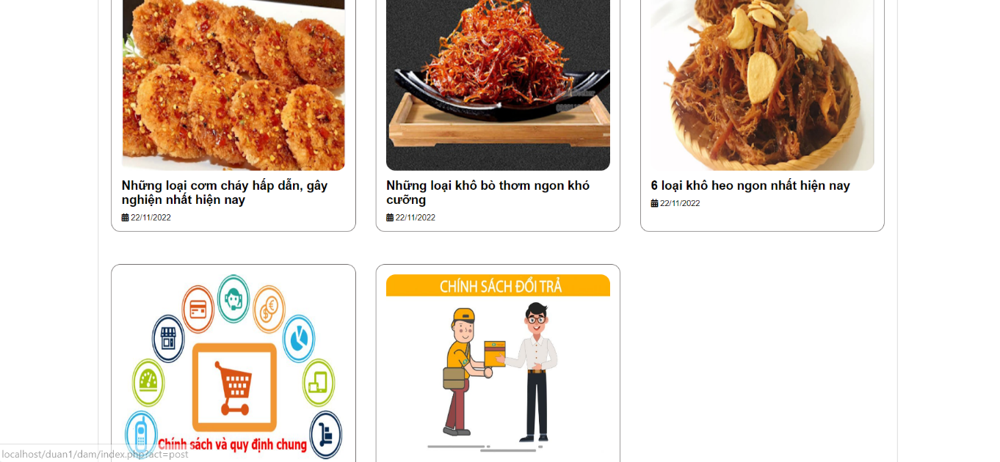 Những loại cơm cháy hấp dẫn, gây
nghiện nhất hiện nay
22/11/2022
Những loại khô bò thơm ngon khó
cưỡng
22/11/2022
6 loại khô heo ngon nhất hiện nay
22/11/2022
CHÍNH SÁCH ĐỔI TRẢ
Chính sách và quy định chung
localhost/duan1/dam/index.php?act=post